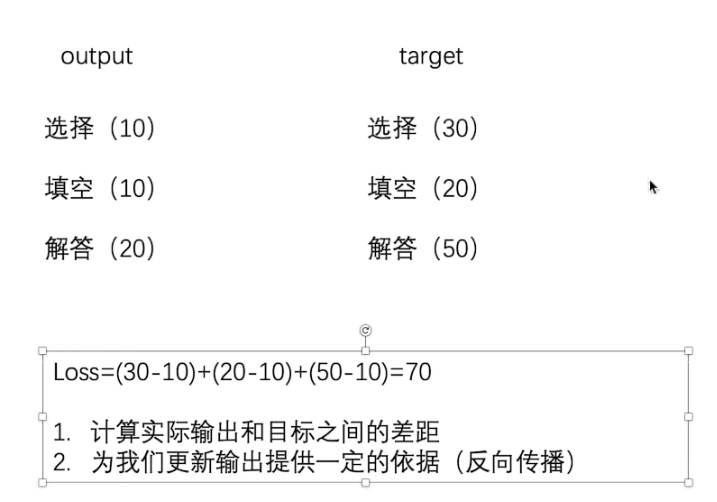 output target
选择（10） 选择（30）
填空（10） 填空（20）
解答（20） 解答（50）
Loss=(30-10)+(20-10)+(50-10)=70
1. 计算实际输出和目标之间的差距
2. 为我们更新输出提供一定的依据（反向传播）